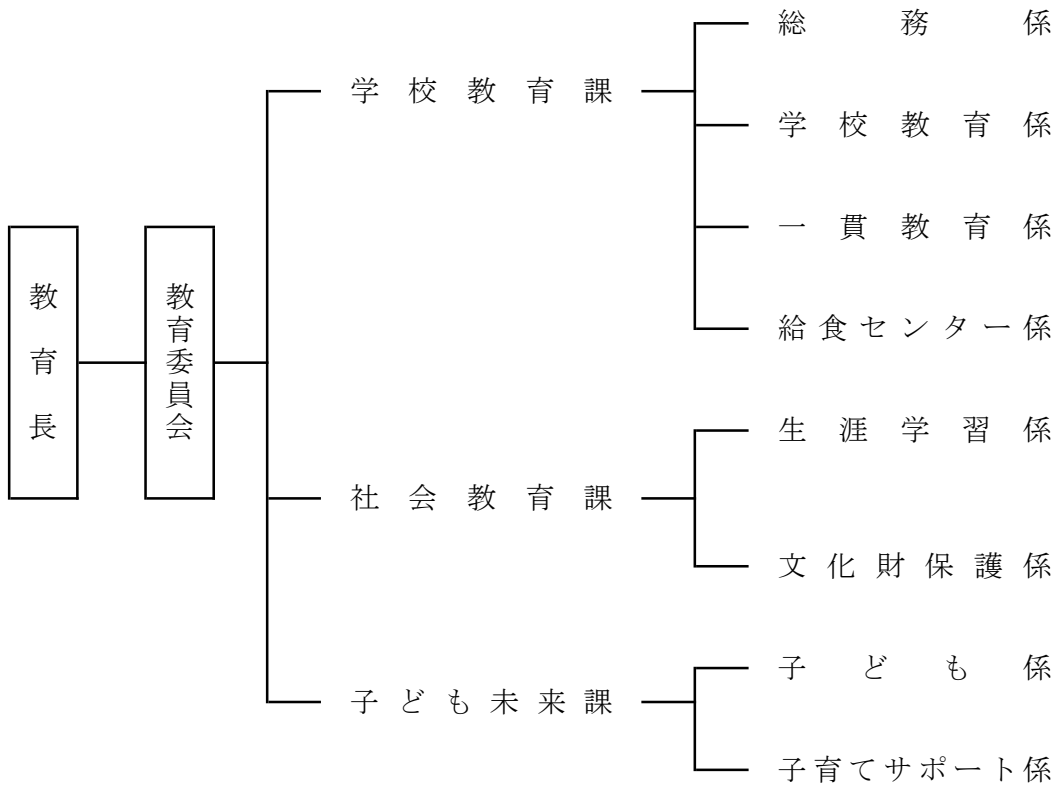 教育長
教育委員会
学校教育課
総務係
学校教育係
一貫教育係
給食センター係
社会教育課
生涯学習係
文化財保護係
子ども未来課
子ども係
子育てサポート係